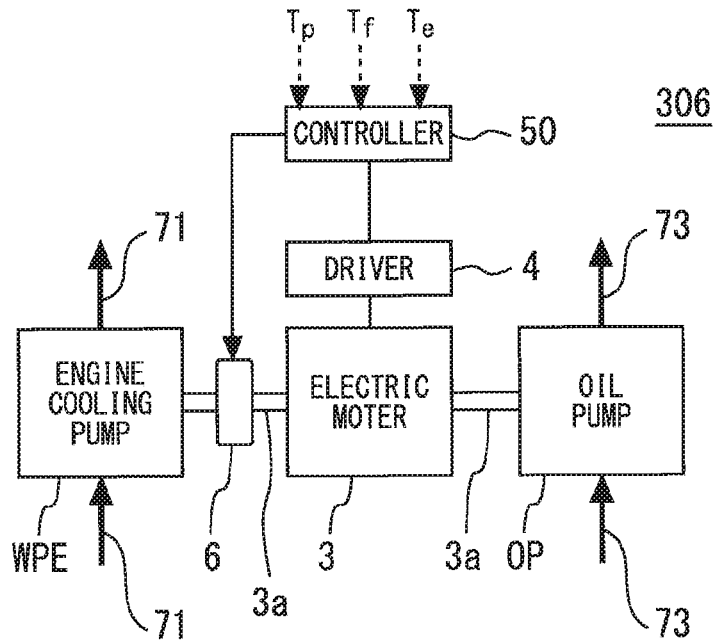 Tp Tf Te
306
CONTROLLER 50
71 73
DRIVER 4
ENGINE
COOLING
PUMP
ELECTRIC
MOTER
OIL
PUMP
WPE 6 3a 3 3a OP
71 73